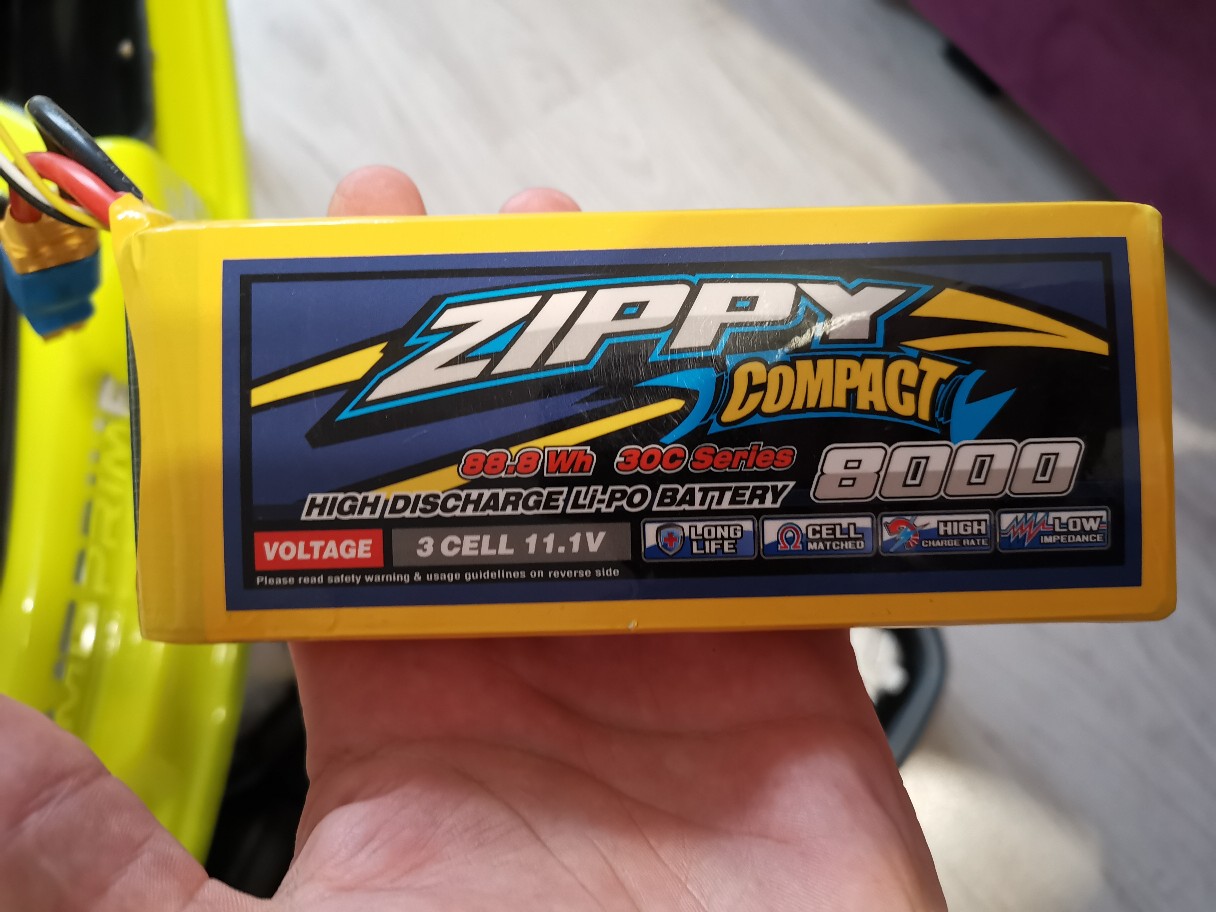 ZIPPY
COMPACT
88.8 Wh 30C Series
8000
HIGH DISCHARGE Li-PO BATTERY
VOLTAGE 3 CELL 11.1V
LONG LIFE
CELL MATCHED
HIGH CHARGE RATE
LOW IMPEDANCE
Please read safety warning & usage guidelines on reverse side
PRIME